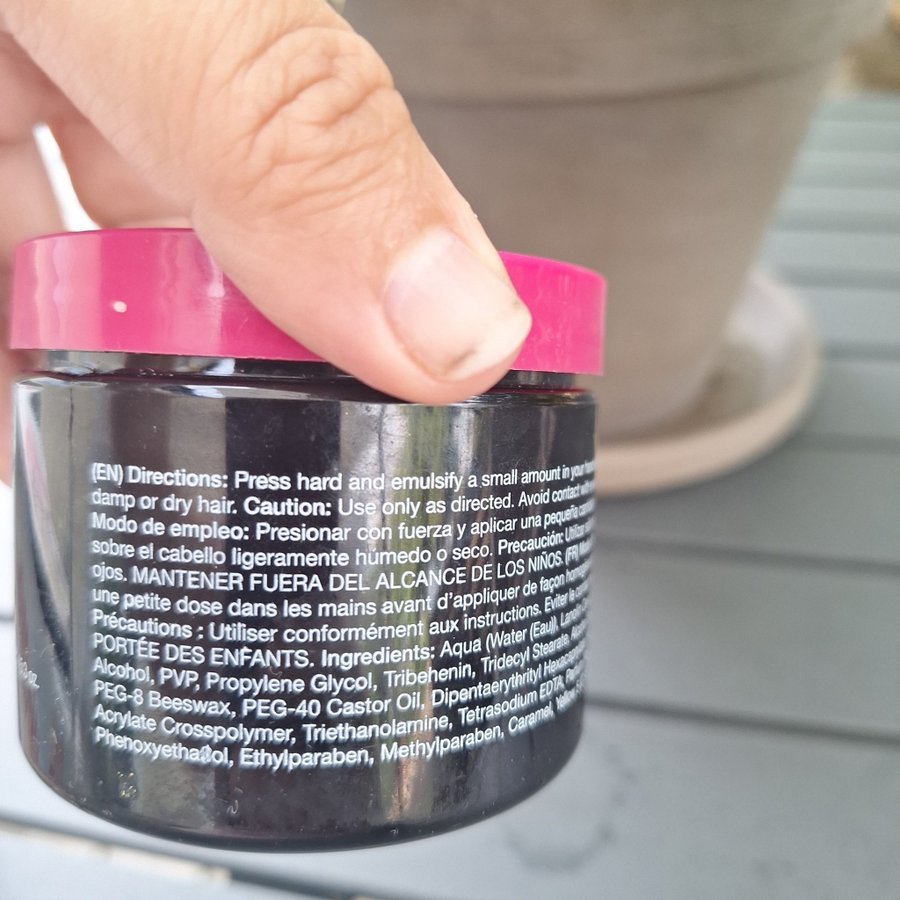 (EN) Directions: Press hard and emulsify a small amount in your
damp or dry hair. Caution: Use only as directed. Avoid contact with
Modo de empleo: Presionar con fuerza y aplicar una pequeña
sobre el cabello ligeramente húmedo o seco. Precaución: Utilizar
ojos. MANTENER FUERA DEL ALCANCE DE LOS NIÑOS. (FR)
une petite dose dans les mains avant d'appliquer de façon
Précautions : Utiliser conformément aux instructions. Éviter
PORTÉE DES ENFANTS. Ingredients: Aqua (Water (Eau)),
Alcohol, PVP, Propylene Glycol, Tribehenin, Tridecyl Stearate,
PEG-8 Beeswax, PEG-40 Castor Oil, Dipentaerythrityl
Acrylate Crosspolymer, Triethanolamine, Tetrasodium EDTA,
Phenoxyethanol, Ethylparaben, Methylparaben, Caramel,
oz